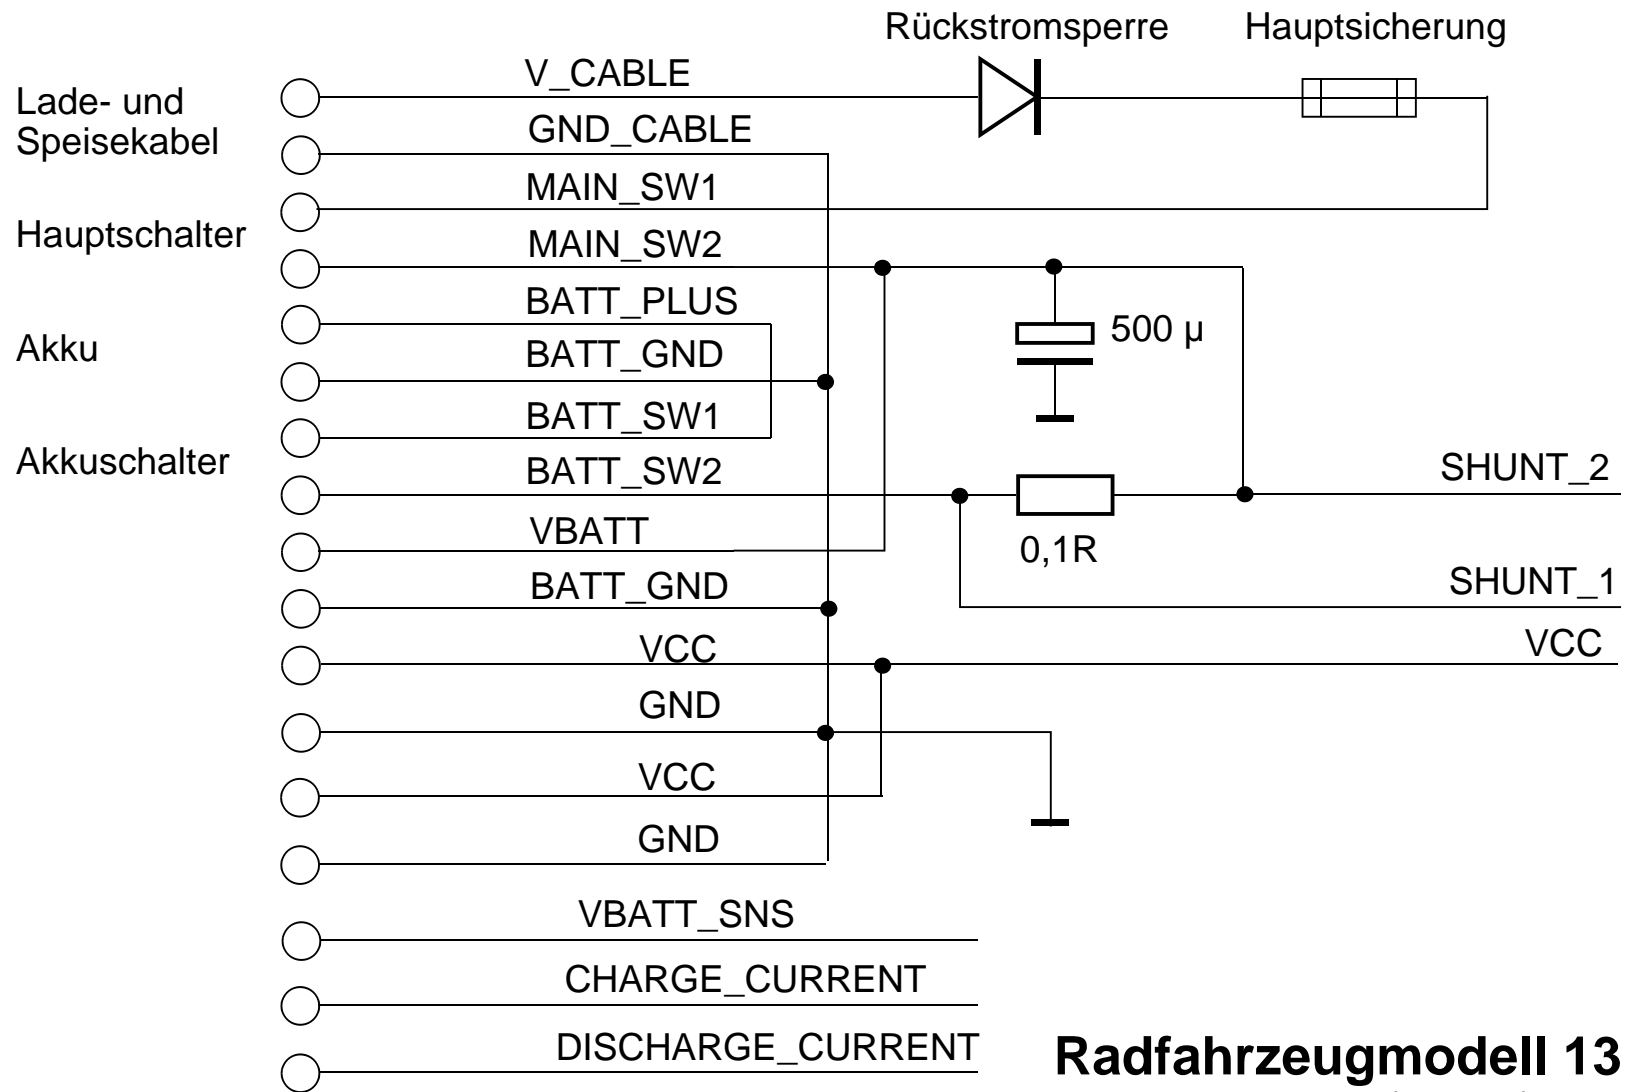 Rückstromsperre
Hauptsicherung
V_CABLE
Lade- und
Speisekabel
GND_CABLE
MAIN_SW1
Hauptschalter
MAIN_SW2
BATT_PLUS
500 µ
Akku
BATT_GND
BATT_SW1
Akkuschalter
BATT_SW2
SHUNT_2
VBATT
0,1R
BATT_GND
SHUNT_1
VCC
VCC
GND
VCC
GND
VBATT_SNS
CHARGE_CURRENT
DISCHARGE_CURRENT
Radfahrzeugmodell 13